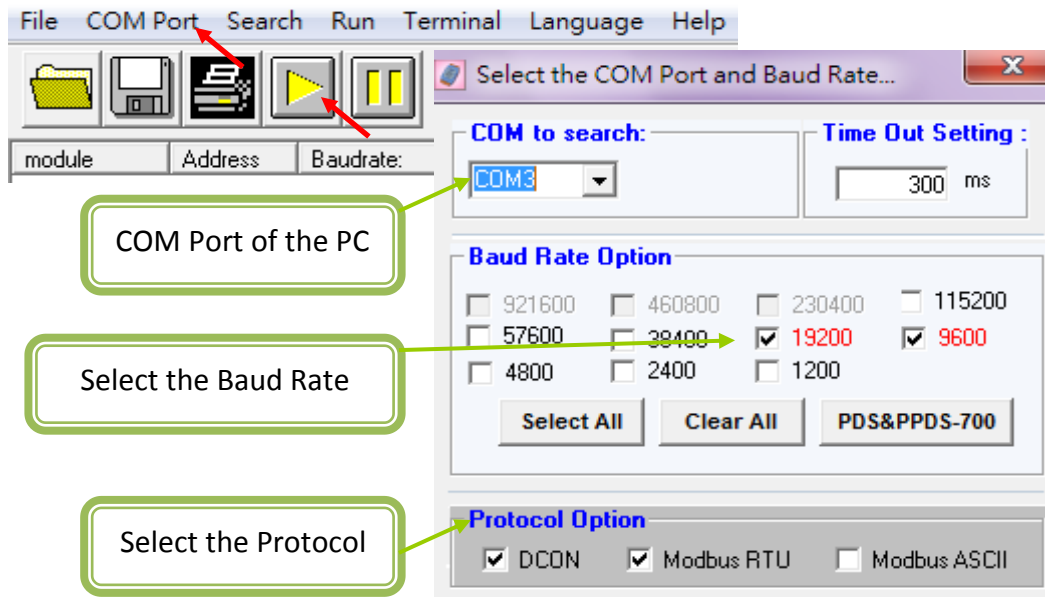 File COM Port Search Run Terminal Language Help
module Address Baudrate:
Select the COM Port and Baud Rate...
COM to search:
COM3
Time Out Setting :
300 ms
COM Port of the PC
Baud Rate Option
921600 460800 230400 115200
57600 38400 19200 9600
4800 2400 1200
Select All Clear All PDS&PPDS-700
Select the Baud Rate
Protocol Option
DCON Modbus RTU Modbus ASCII
Select the Protocol